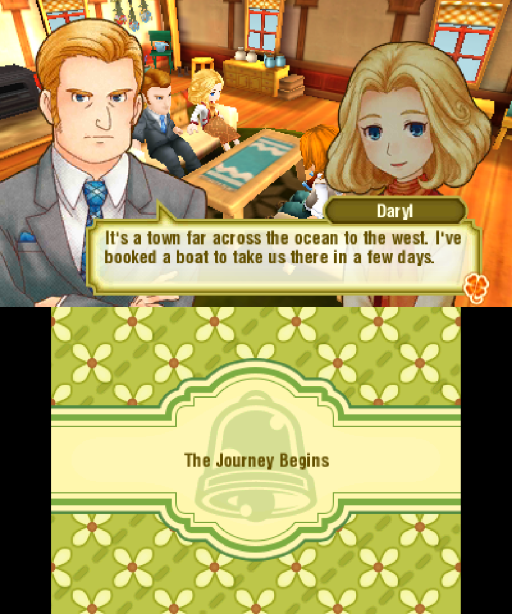 Daryl
It's a town far across the ocean to the west. I've
booked a boat to take us there in a few days.
The Journey Begins